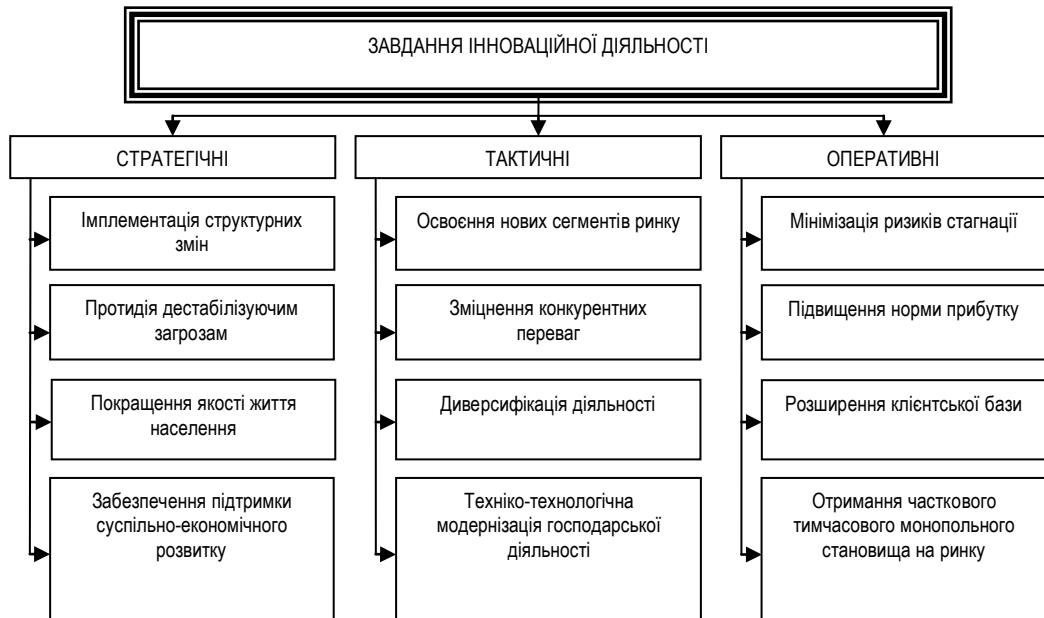 ЗАВДАННЯ ІННОВАЦІЙНОЇ ДІЯЛЬНОСТІ
СТРАТЕГІЧНІ
Імплементація структурних
змін
Протидія дестабілізуючим
загрозам
Покращення якості життя
населення
Забезпечення підтримки
суспільно-економічного
розвитку
ТАКТИЧНІ
Освоєння нових сегментів ринку
Зміцнення конкурентних
переваг
Диверсифікація діяльності
Техніко-технологічна
модернізація господарської
діяльності
ОПЕРАТИВНІ
Мінімізація ризиків стагнації
Підвищення норми прибутку
Розширення клієнтської бази
Отримання часткового
тимчасового монопольного
становища на ринку